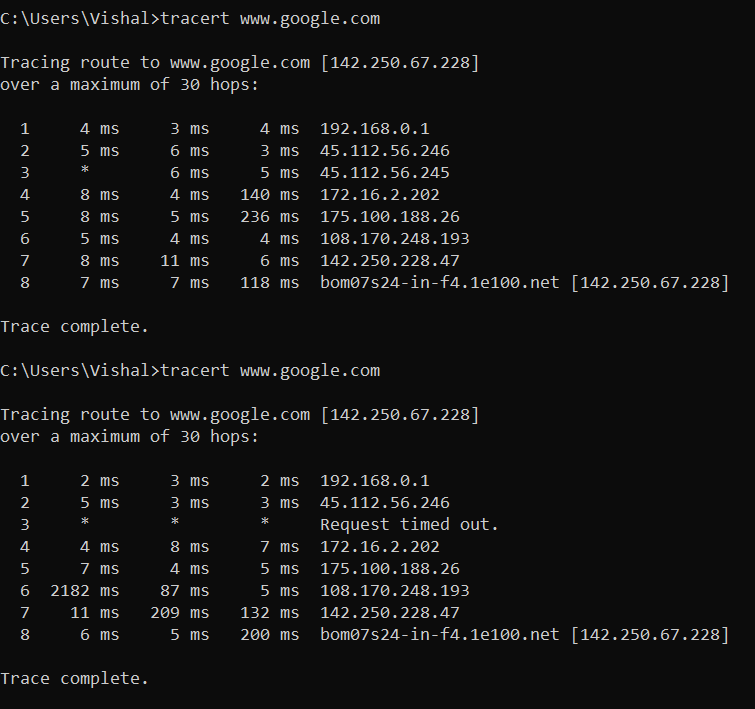 C:\Users\Vishal>tracert www.google.com
Tracing route to www.google.com [142.250.67.228]
over a maximum of 30 hops:
1 4 ms 3 ms 4 ms 192.168.0.1
2 5 ms 6 ms 3 ms 45.112.56.246
3 * 6 ms 5 ms 45.112.56.245
4 8 ms 4 ms 140 ms 172.16.2.202
5 8 ms 5 ms 236 ms 175.100.188.26
6 5 ms 4 ms 4 ms 108.170.248.193
7 8 ms 11 ms 6 ms 142.250.228.47
8 7 ms 7 ms 118 ms bom07s24-in-f4.1e100.net [142.250.67.228]
Trace complete.
C:\Users\Vishal>tracert www.google.com
Tracing route to www.google.com [142.250.67.228]
over a maximum of 30 hops:
1 2 ms 3 ms 2 ms 192.168.0.1
2 5 ms 3 ms 3 ms 45.112.56.246
3 * * * Request timed out.
4 4 ms 8 ms 7 ms 172.16.2.202
5 7 ms 4 ms 5 ms 175.100.188.26
6 2182 ms 87 ms 5 ms 108.170.248.193
7 11 ms 209 ms 132 ms 142.250.228.47
8 6 ms 5 ms 200 ms bom07s24-in-f4.1e100.net [142.250.67.228]
Trace complete.